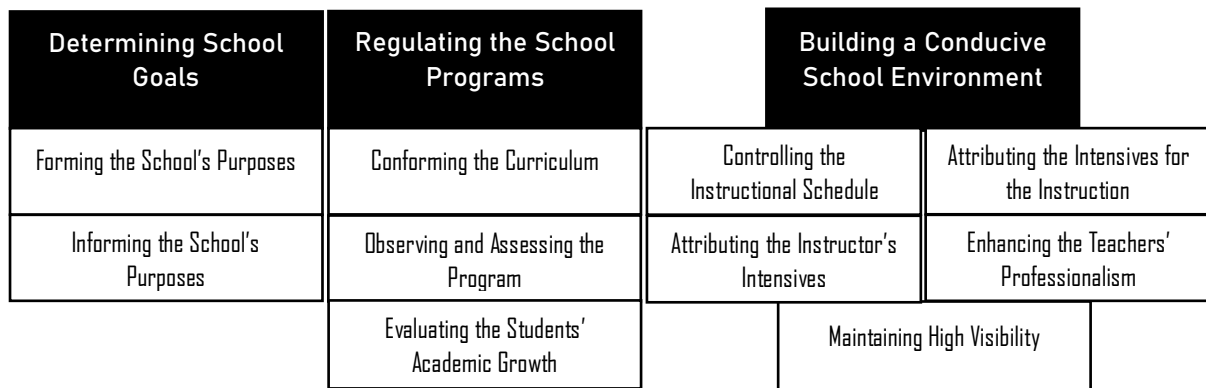 Determining School
Goals
Regulating the School
Programs
Building a Conducive
School Environment
Forming the School's Purposes
Informing the School's
Purposes
Conforming the Curriculum
Observing and Assessing the
Program
Evaluating the Students'
Academic Growth
Controlling the
Instructional Schedule
Attributing the Intensives for
the Instruction
Attributing the Instructor's
Intensives
Enhancing the Teachers'
Professionalism
Maintaining High Visibility